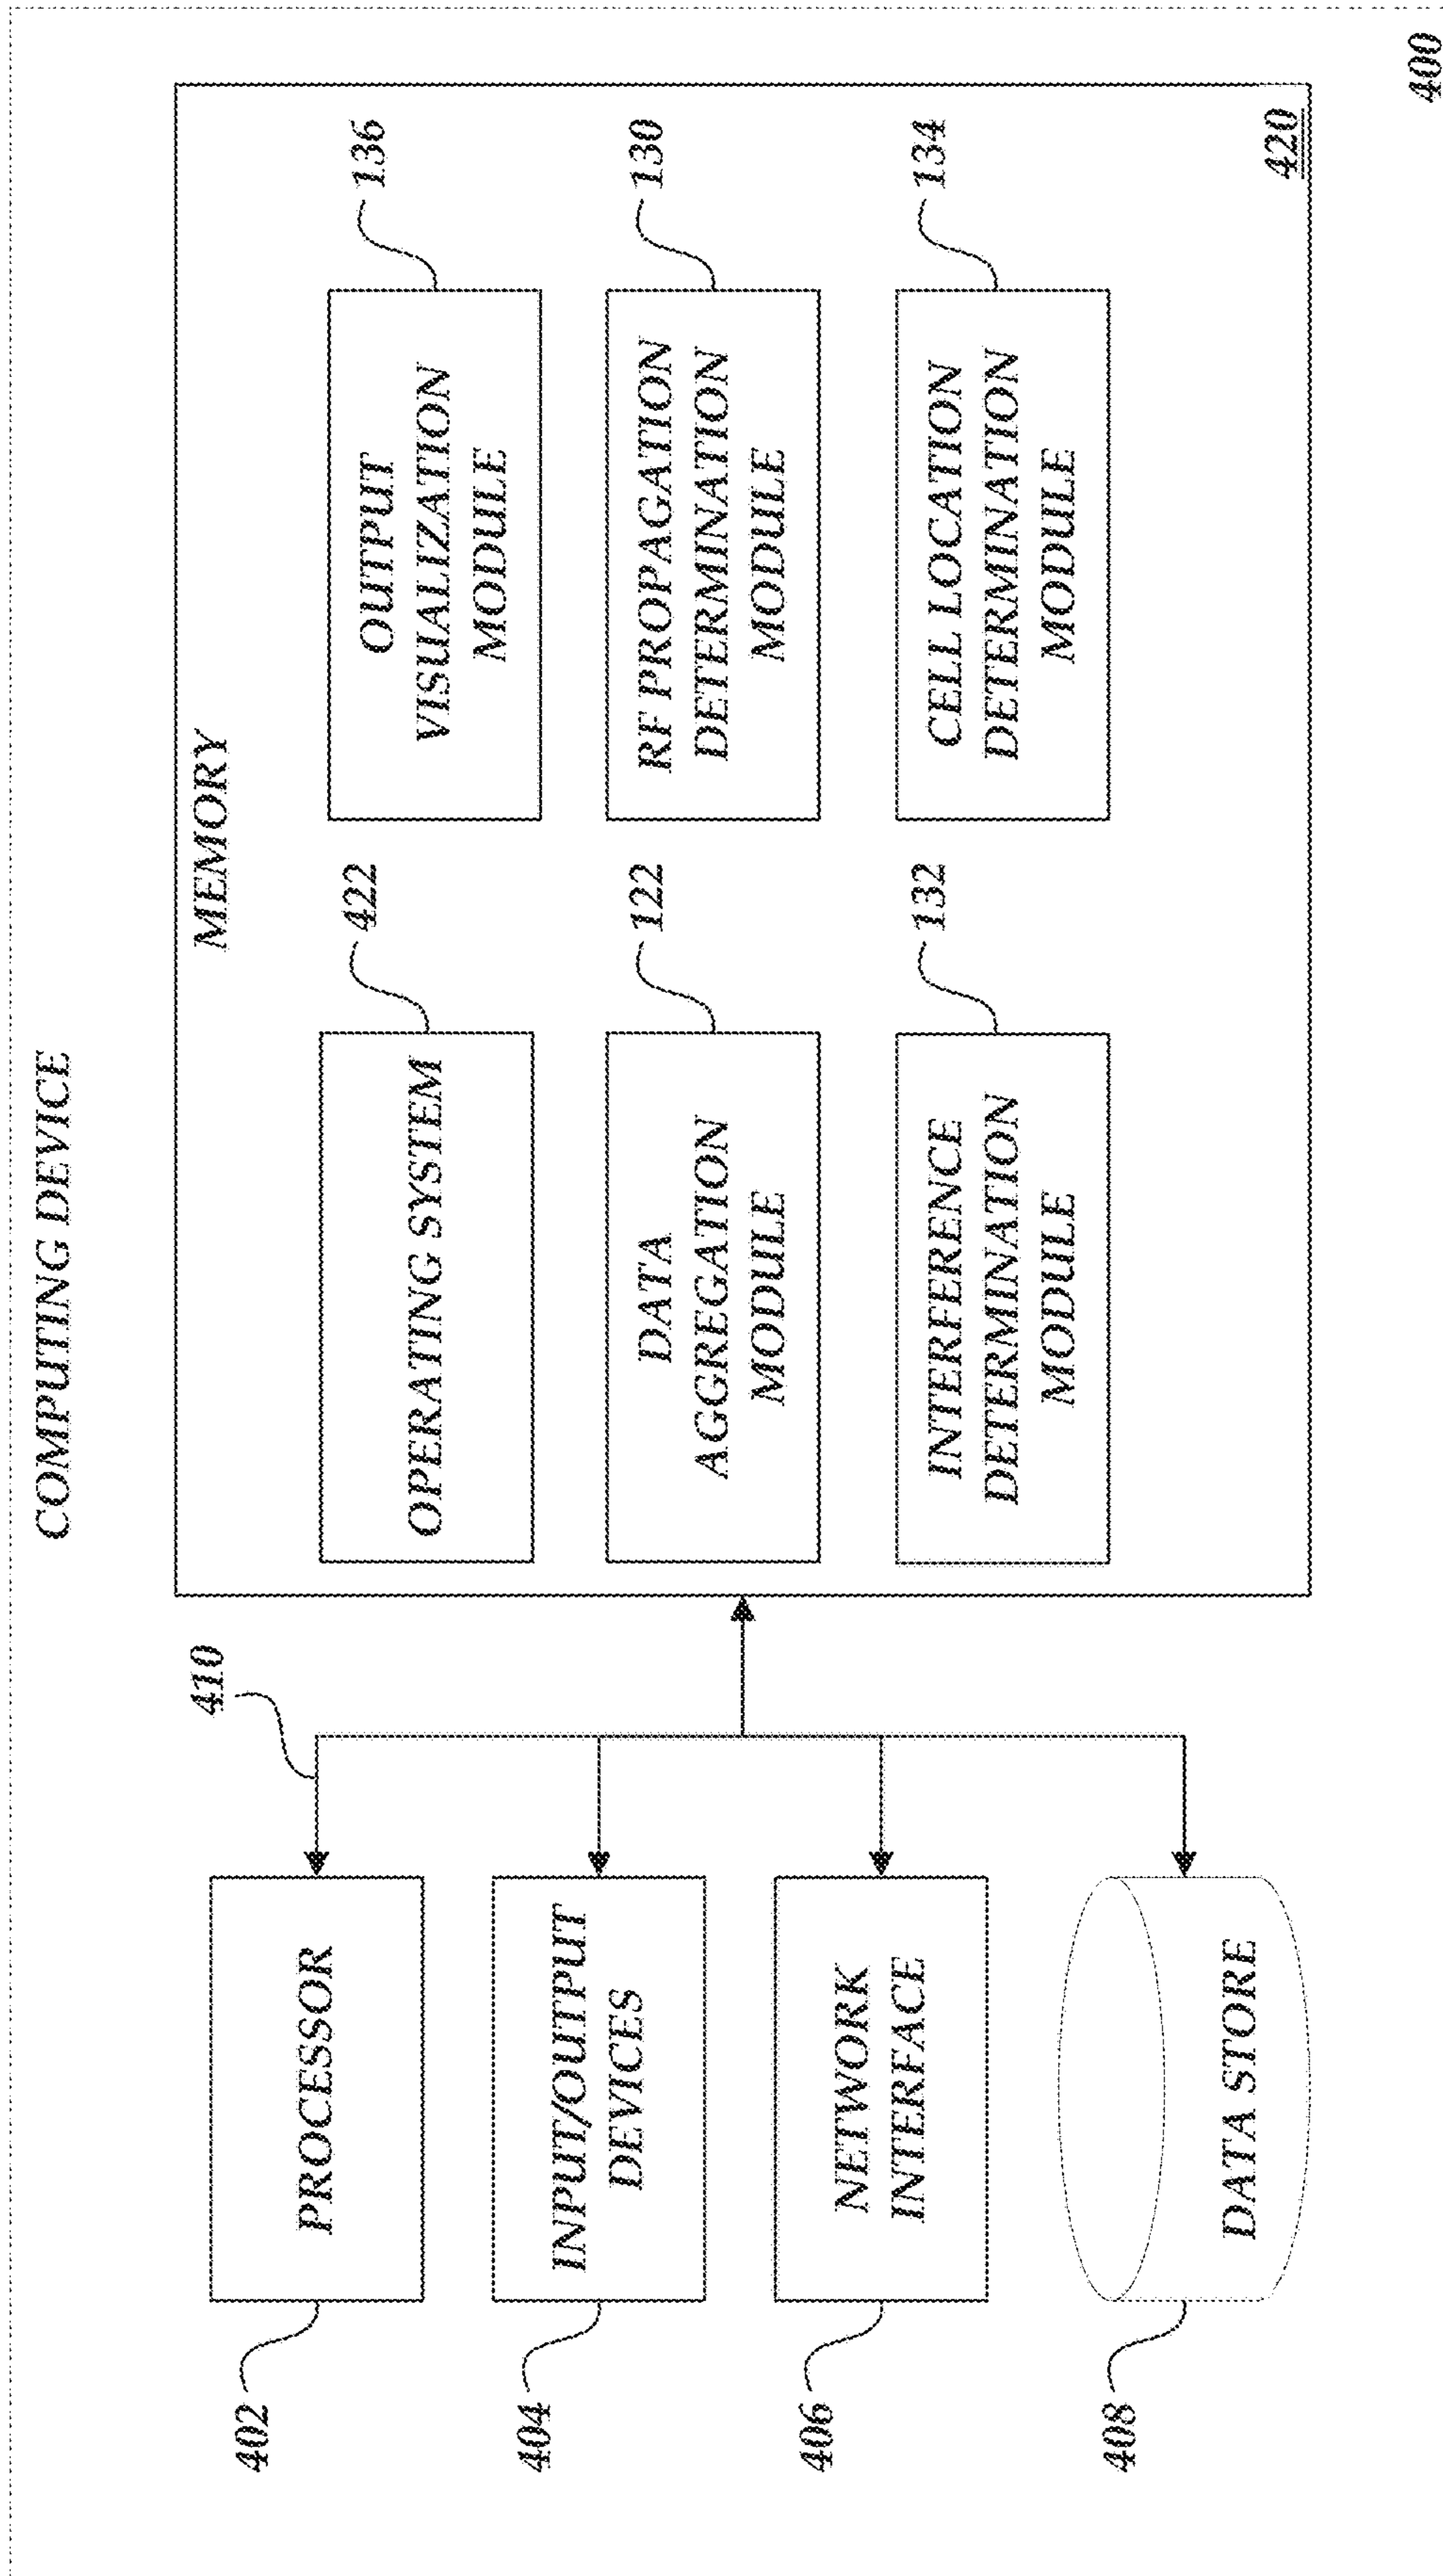 COMPUTING DEVICE
MEMORY
410
402
PROCESSOR
404
INPUT/OUTPUT
DEVICES
406
NETWORK
INTERFACE
408
DATA STORE
OPERATING SYSTEM
422
OUTPUT
VISUALIZATION
MODULE
136
DATA
AGGREGATION
MODULE
122
RF PROPAGATION
DETERMINATION
MODULE
130
INTERFERENCE
DETERMINATION
MODULE
132
CELL LOCATION
DETERMINATION
MODULE
134
420
400